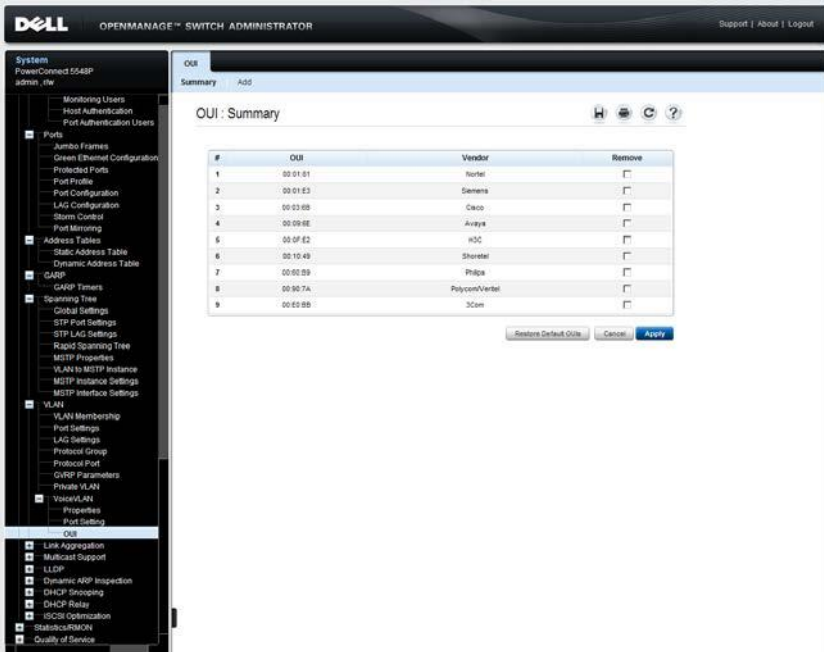 DELL OPENMANAGE™ SWITCH ADMINISTRATOR
Support | About | Logout
System
PowerConnect 5548P
admin , r/w
Monitoring Users
Host Authentication
Port Authentication Users
Ports
Jumbo Frames
Green Ethernet Configuration
Protected Ports
Port Profile
Port Configuration
LAG Configuration
Storm Control
Port Mirroring
Address Tables
Static Address Table
Dynamic Address Table
GARP
GARP Timers
Spanning Tree
Global Settings
STP Port Settings
STP LAG Settings
Rapid Spanning Tree
MSTP Properties
VLAN to MSTP Instance
MSTP Instance Settings
MSTP Interface Settings
VLAN
VLAN Membership
Port Settings
LAG Settings
Protocol Group
Protocol Port
GVRP Parameters
Private VLAN
VoiceVLAN
Properties
Port Setting
OUI
Link Aggregation
Multicast Support
LLDP
Dynamic ARP Inspection
DHCP Snooping
DHCP Relay
iSCSI Optimization
Statistics/RMON
Quality of Service
OUI
Summary Add
OUI : Summary
# OUI Vendor Remove
1 00:01:81 Nortel
2 00:01:E3 Siemens
3 00:03:6B Cisco
4 00:09:6E Avaya
5 00:0F:E2 H3C
6 00:10:49 Shoretel
7 00:60:B9 Philips
8 00:90:7A Polycom/Veritel
9 00:E0:BB 3Com
Restore Default OUIs Cancel Apply